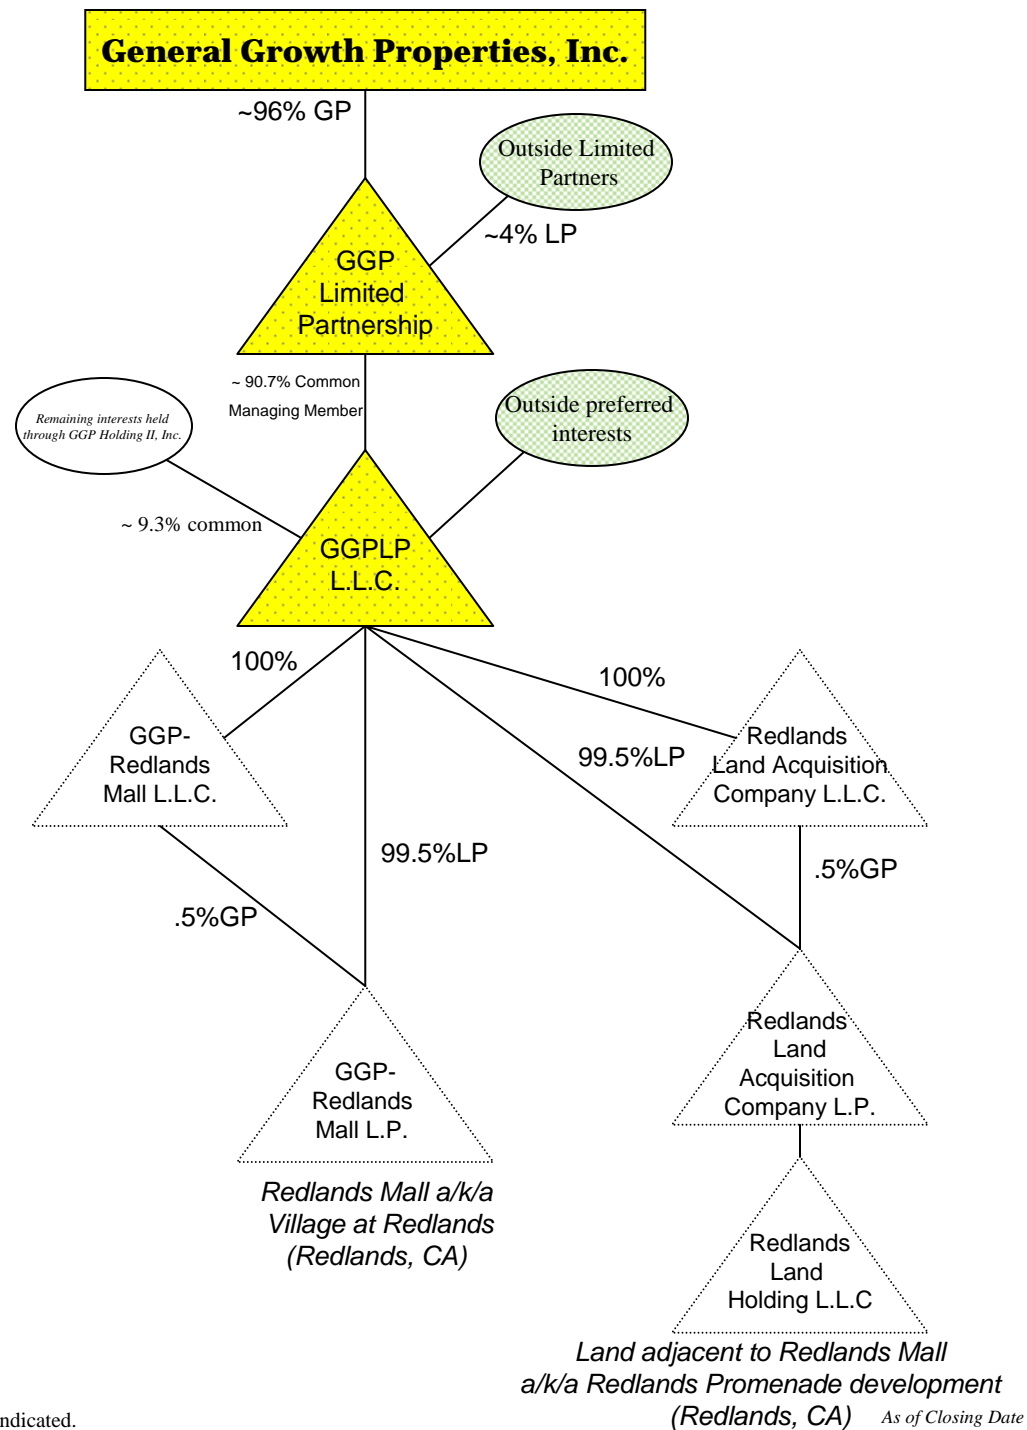 General Growth Properties, Inc.
~96% GP
Outside Limited
Partners
~4% LP
GGP
Limited
Partnership
~ 90.7% Common
Managing Member
Remaining interests held
through GGP Holding II, Inc.
Outside preferred
interests
~ 9.3% common
GGPLP
L.L.C.
100%
100%
GGP-
Redlands
Mall L.L.C.
99.5%LP
Redlands
Land Acquisition
Company L.L.C.
99.5%LP
.5%GP
.5%GP
GGP-
Redlands
Mall L.P.
Redlands
Land
Acquisition
Company L.P.
Redlands Mall a/k/a
Village at Redlands
(Redlands, CA)
Redlands
Land
Holding L.L.C
Land adjacent to Redlands Mall
a/k/a Redlands Promenade development
(Redlands, CA)
As of Closing Date
ndicated.